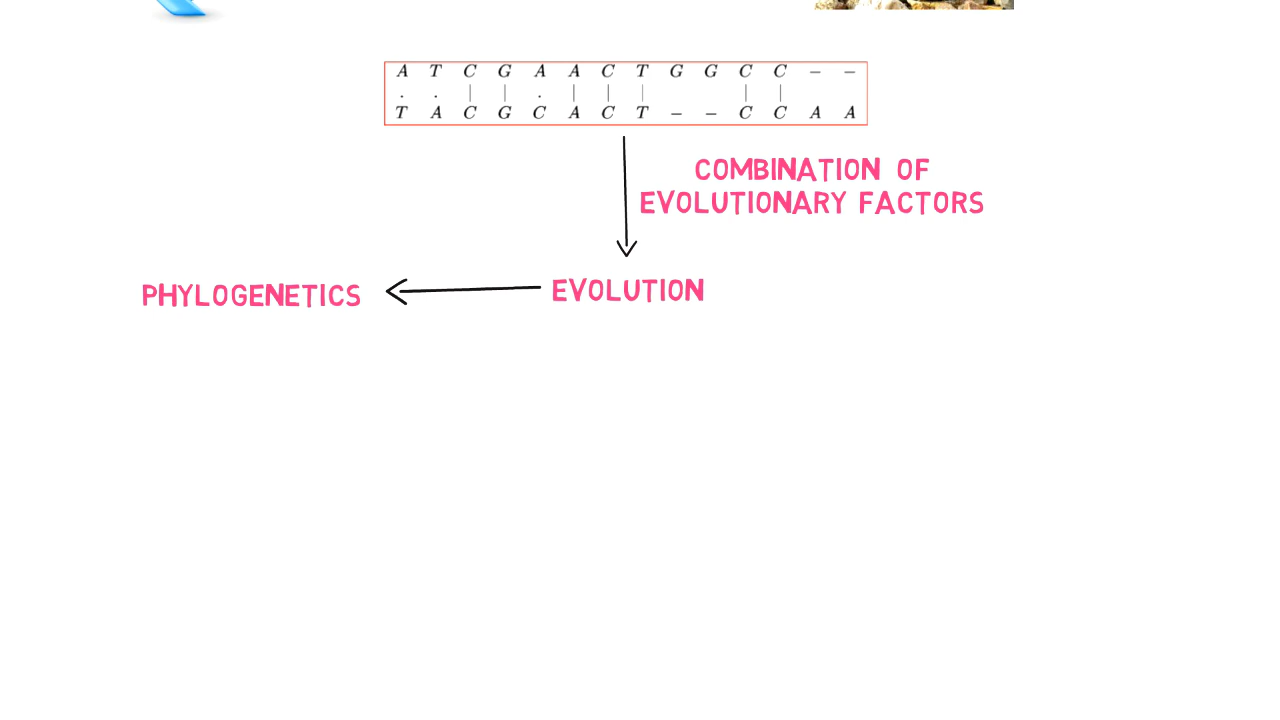 A T C G A A C T G G C C – –
. . | | . | | | | |
T A C G C A C T – – C C A A
COMBINATION OF
EVOLUTIONARY FACTORS
PHYLOGENETICS
EVOLUTION